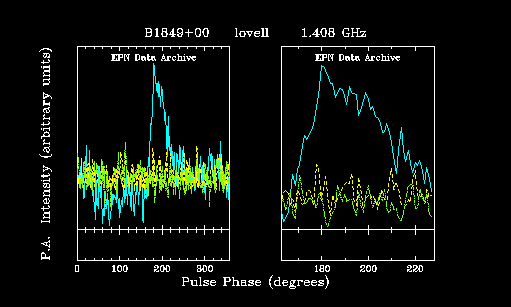 B1849+00 lovell 1.408 GHz
EPN Data Archive EPN Data Archive
P.A. Intensity (arbitrary units)
0 100 200 300 180 200 220
Pulse Phase (degrees)